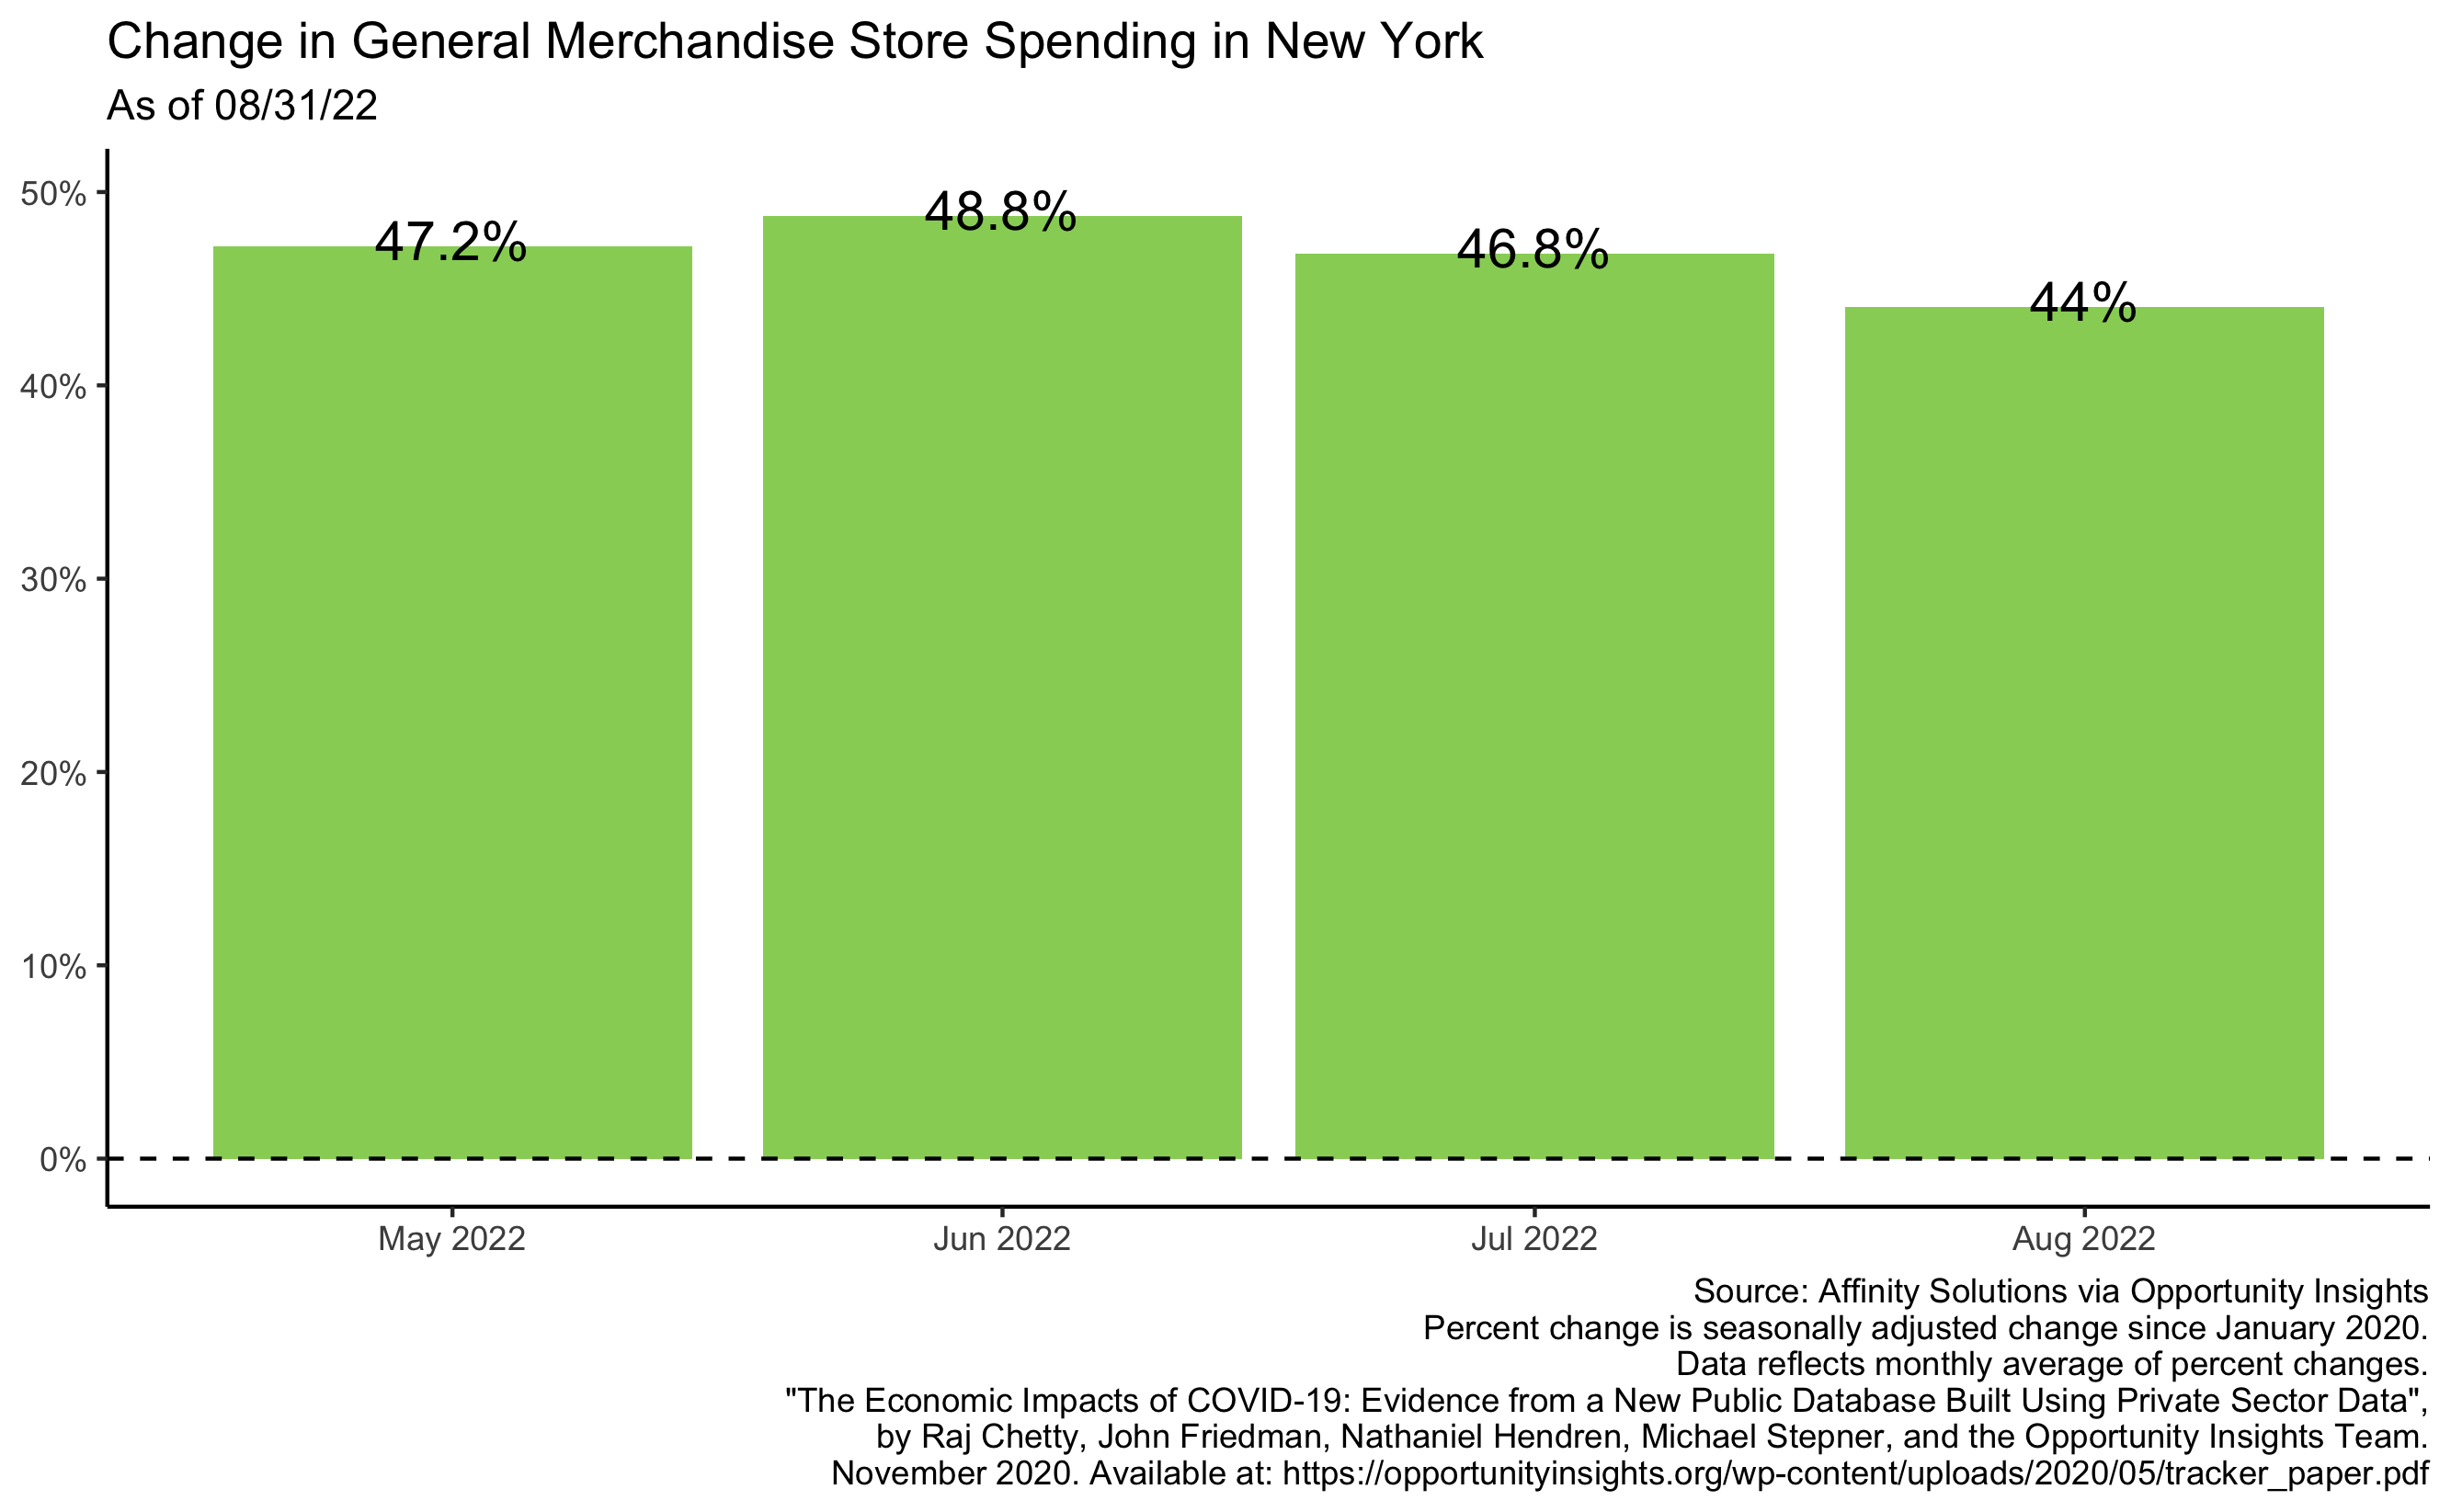 Change in General Merchandise Store Spending in New York
As of 08/31/22
50%
40%
30%
20%
10%
0%
47.2%
48.8%
46.8%
44%
May 2022
Jun 2022
Jul 2022
Aug 2022
Source: Affinity Solutions via Opportunity Insights
Percent change is seasonally adjusted change since January 2020.
Data reflects monthly average of percent changes.
"The Economic Impacts of COVID-19: Evidence from a New Public Database Built Using Private Sector Data",
by Raj Chetty, John Friedman, Nathaniel Hendren, Michael Stepner, and the Opportunity Insights Team.
November 2020. Available at: https://opportunityinsights.org/wp-content/uploads/2020/05/tracker_paper.pdf